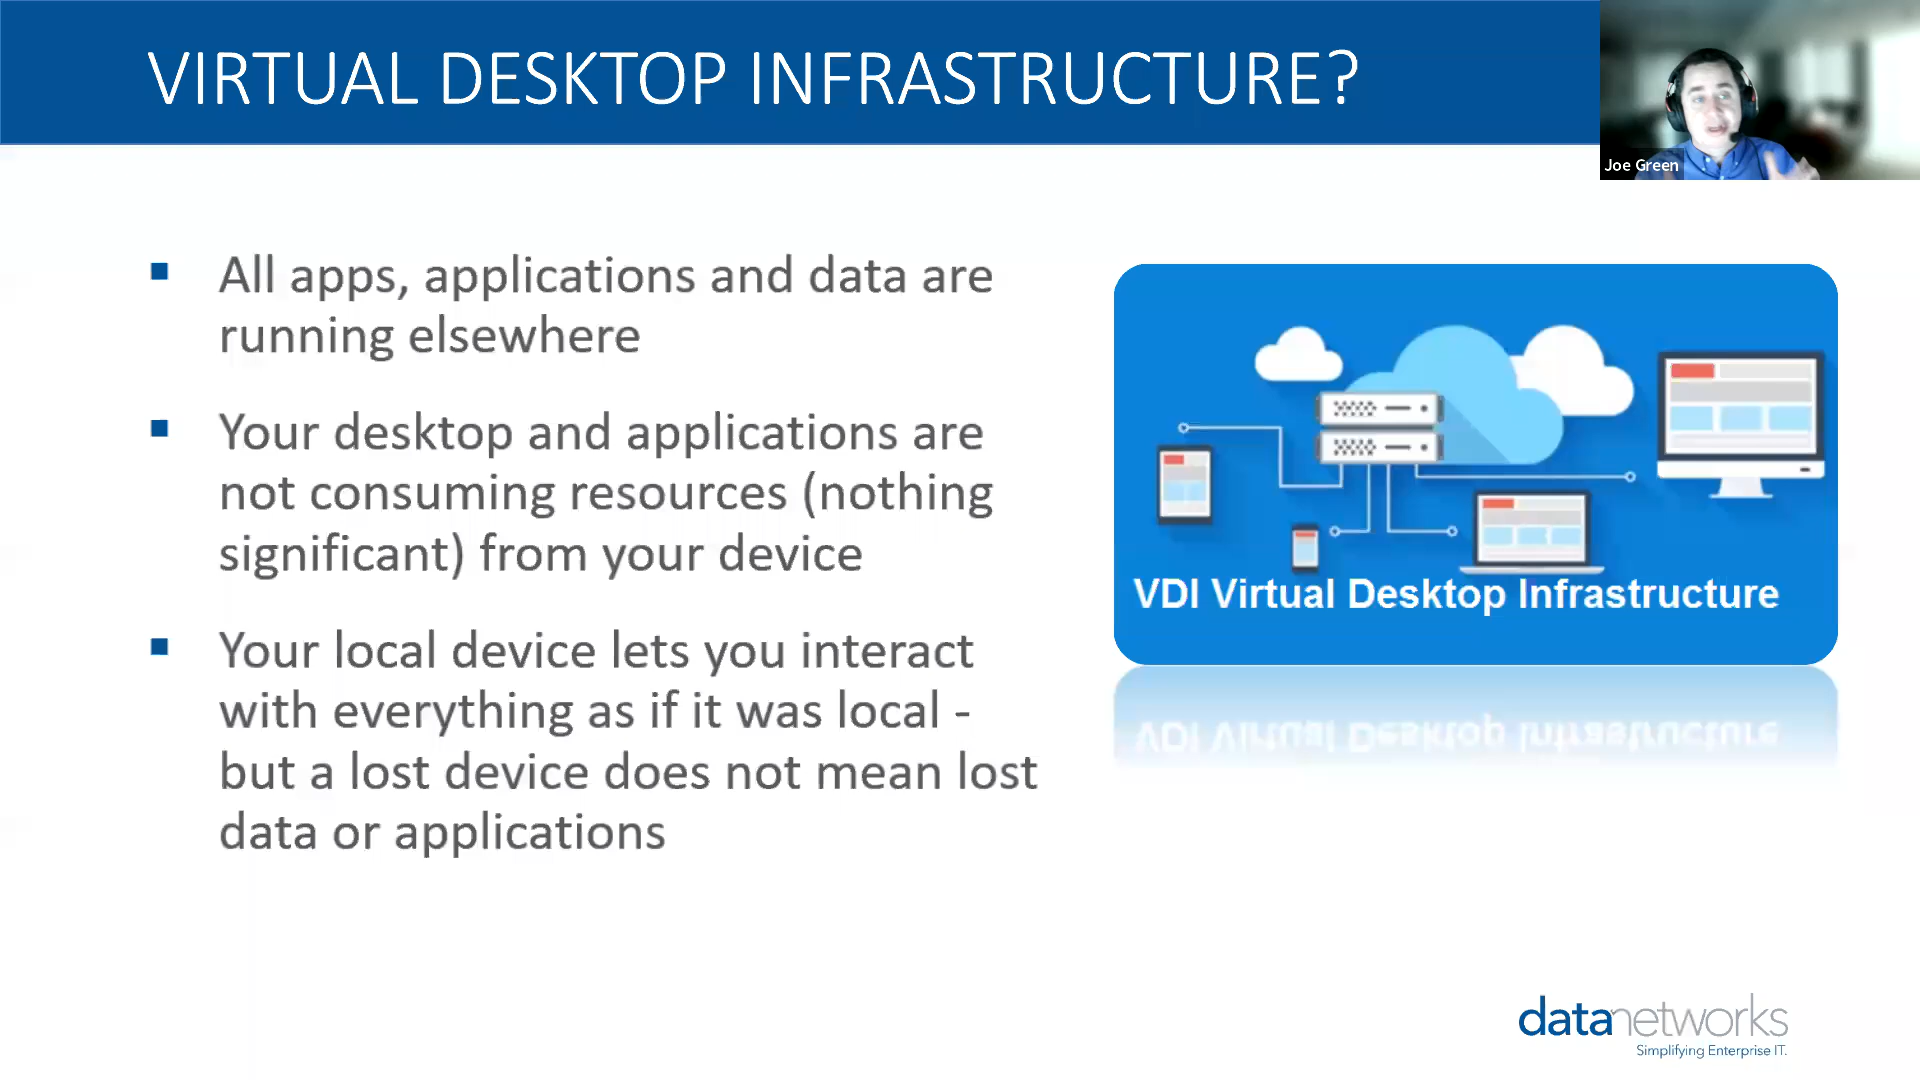 VIRTUAL DESKTOP INFRASTRUCTURE?
Joe Green
All apps, applications and data are
running elsewhere
Your desktop and applications are
not consuming resources (nothing
significant) from your device
Your local device lets you interact
with everything as if it was local -
but a lost device does not mean lost
data or applications
VDI Virtual Desktop Infrastructure
datanetworks
Simplifying Enterprise IT.